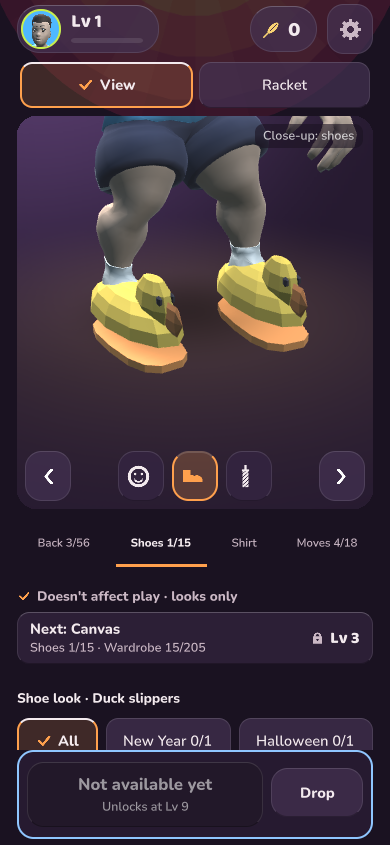 Lv 1
0
View
Racket
Close-up: shoes
Back 3/56
Shoes 1/15
Shirt
Moves 4/18
Doesn't affect play · looks only
Next: Canvas
Shoes 1/15 · Wardrobe 15/205
Lv 3
Shoe look · Duck slippers
All
New Year 0/1
Halloween 0/1
Not available yet
Unlocks at Lv 9
Drop